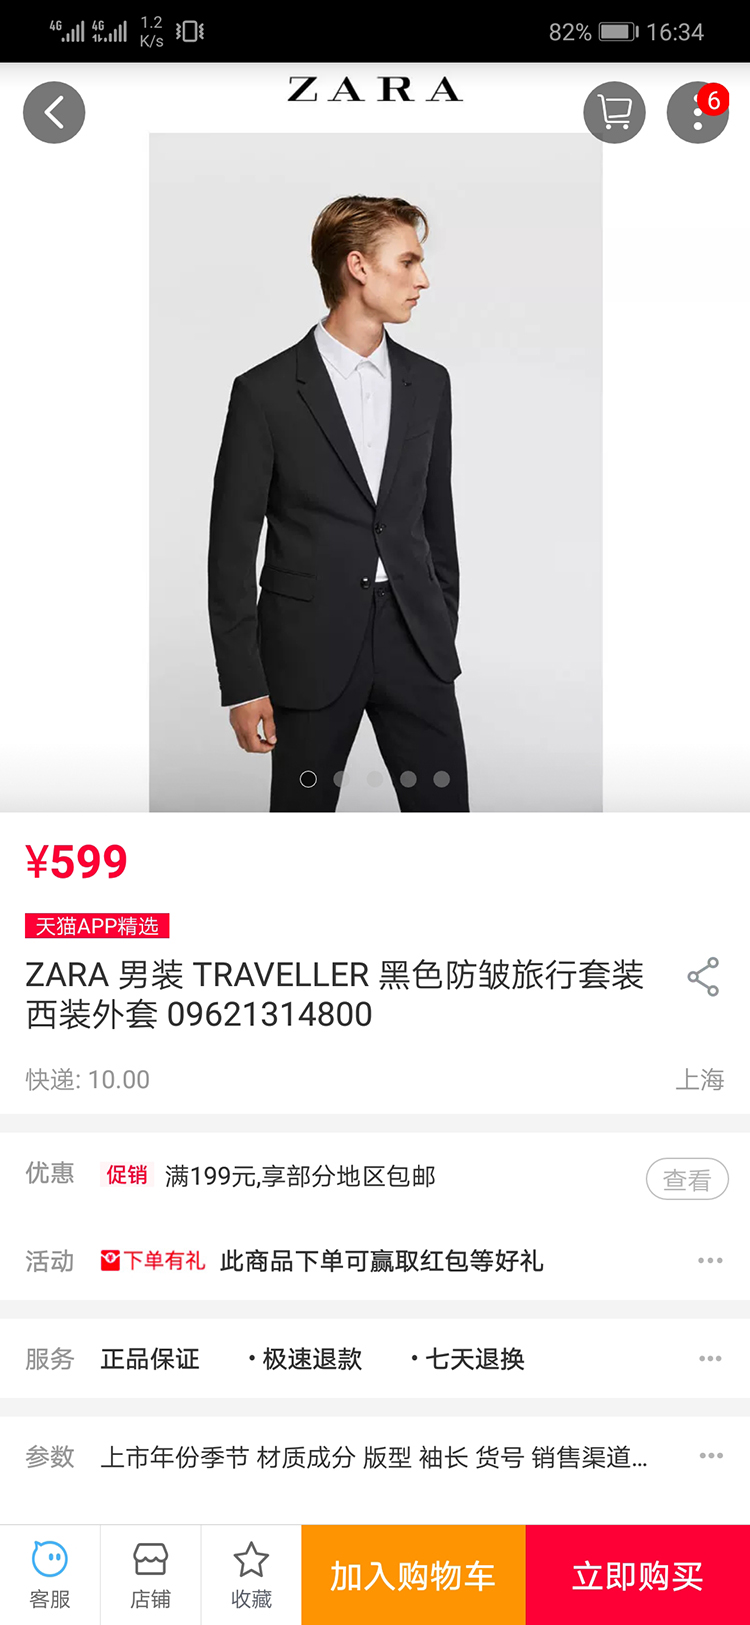 4G 4G 1.2 K/s 82% 16:34
ZARA
6
¥599
天猫APP精选
ZARA 男装 TRAVELLER 黑色防皱旅行套装
西装外套 09621314800
快递: 10.00 上海
优惠 促销 满199元,享部分地区包邮 查看
活动 下单有礼 此商品下单可赢取红包等好礼
服务 正品保证 ·极速退款 ·七天退换
参数 上市年份季节 材质成分 版型 袖长 货号 销售渠道...
客服 店铺 收藏 加入购物车 立即购买